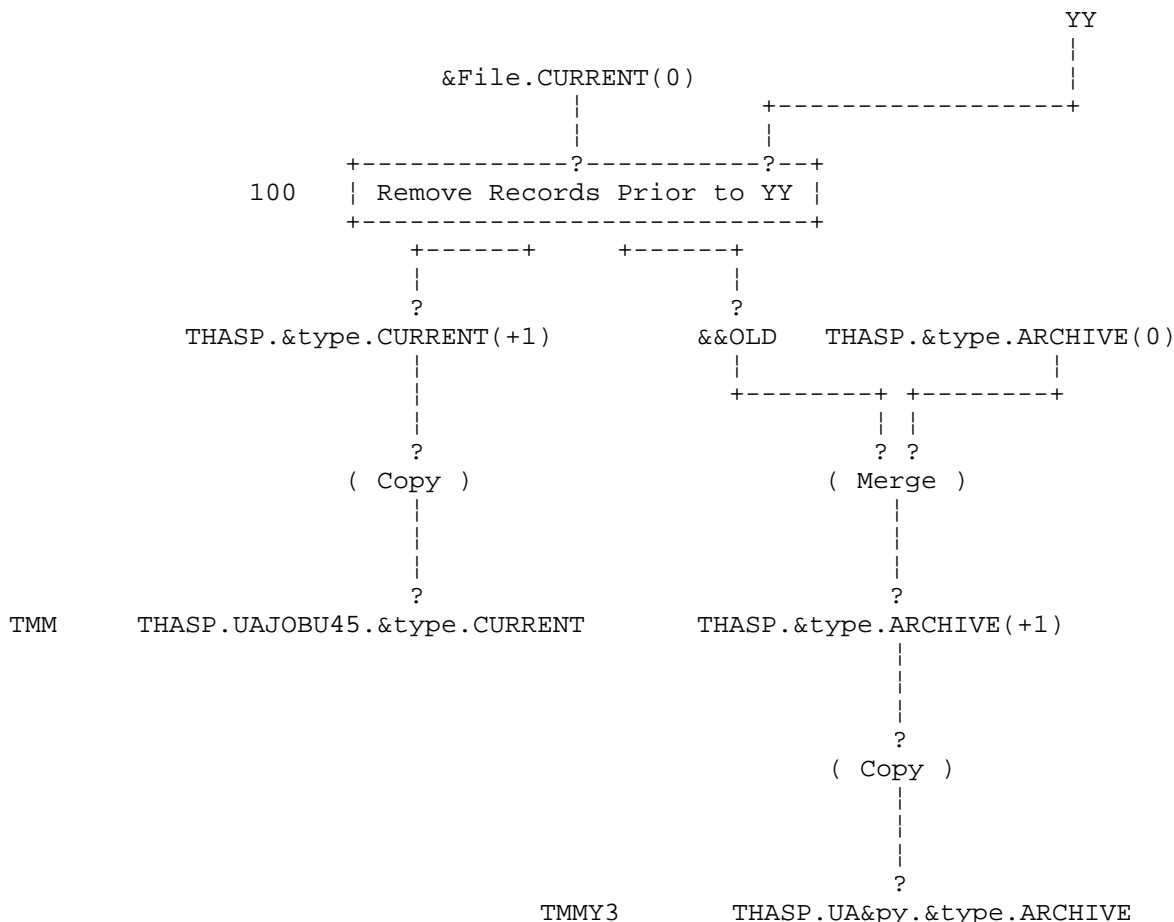 YY
&File.CURRENT(0)
100 Remove Records Prior to YY
THASP.&type.CURRENT(+1) &&OLD THASP.&type.ARCHIVE(0)
? ?
( Copy ) ( Merge )
TMM THASP.UAJOBU45.&type.CURRENT THASP.&type.ARCHIVE(+1)
?
( Copy )
?
TMMY3 THASP.UA&py.&type.ARCHIVE